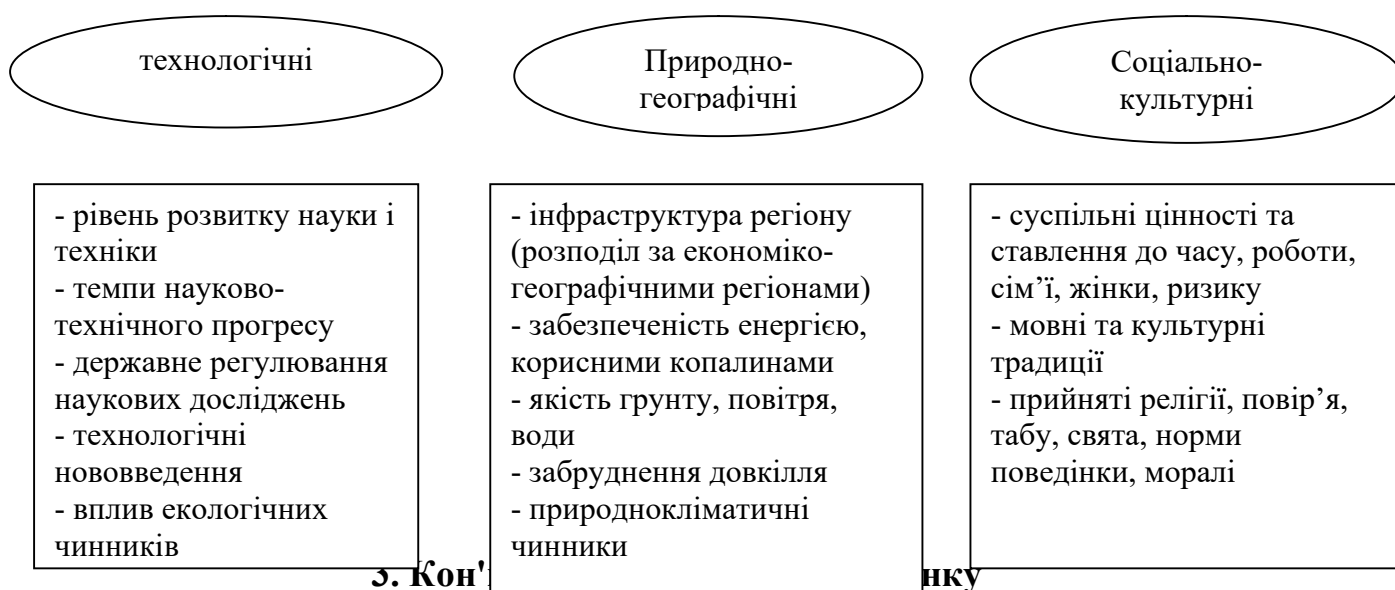 технологічні
Природно-
географічні
Соціально-
культурні
- рівень розвитку науки і
техніки
- темпи науково-
технічного прогресу
- державне регулювання
наукових досліджень
- технологічні
нововведення
- вплив екологічних
чинників
- інфраструктура регіону
(розподіл за економіко-
географічними регіонами)
- забезпеченість енергією,
корисними копалинами
- якість грунту, повітря,
води
- забруднення довкілля
- природнокліматичні
чинники
- суспільні цінності та
ставлення до часу, роботи,
сім’ї, жінки, ризику
- мовні та культурні
традиції
- прийняті релігії, повір’я,
табу, свята, норми
поведінки, моралі